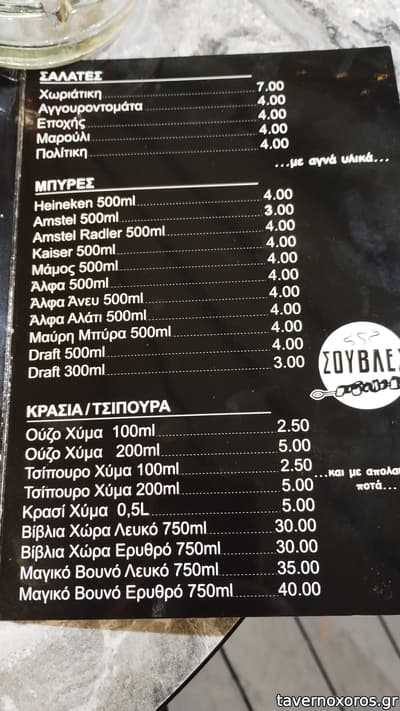 ΣΑΛΑΤΕΣ
Χωριάτικη 7.00
Αγγουροντομάτα 4.00
Εποχής 4.00
Μαρούλι 4.00
Πολίτικη 4.00
...με αγνά υλικά...
ΜΠΥΡΕΣ
Heineken 500ml 4.00
Amstel 500ml 3.00
Amstel Radler 500ml 4.00
Kaiser 500ml 4.00
Μάμος 500ml 4.00
Άλφα 500ml 4.00
Άλφα Άνευ 500ml 4.00
Άλφα Αλάτι 500ml 4.00
Μαύρη Μπύρα 500ml 4.00
Draft 500ml 4.00
Draft 300ml 3.00
ΣΟΥΒΛΕΣ
ΚΡΑΣΙΑ/ΤΣΙΠΟΥΡΑ
Ούζο Χύμα 100ml 2.50
Ούζο Χύμα 200ml 5.00
Τσίπουρο Χύμα 100ml 2.50
Τσίπουρο Χύμα 200ml 5.00
Κρασί Χύμα 0,5L 5.00
Βίβλια Χώρα Λευκό 750ml 30.00
Βίβλια Χώρα Ερυθρό 750ml 30.00
Μαγικό Βουνό Λευκό 750ml 35.00
Μαγικό Βουνό Ερυθρό 750ml 40.00
...και με απολαυ
ποτά...
tavernoxoros.gr